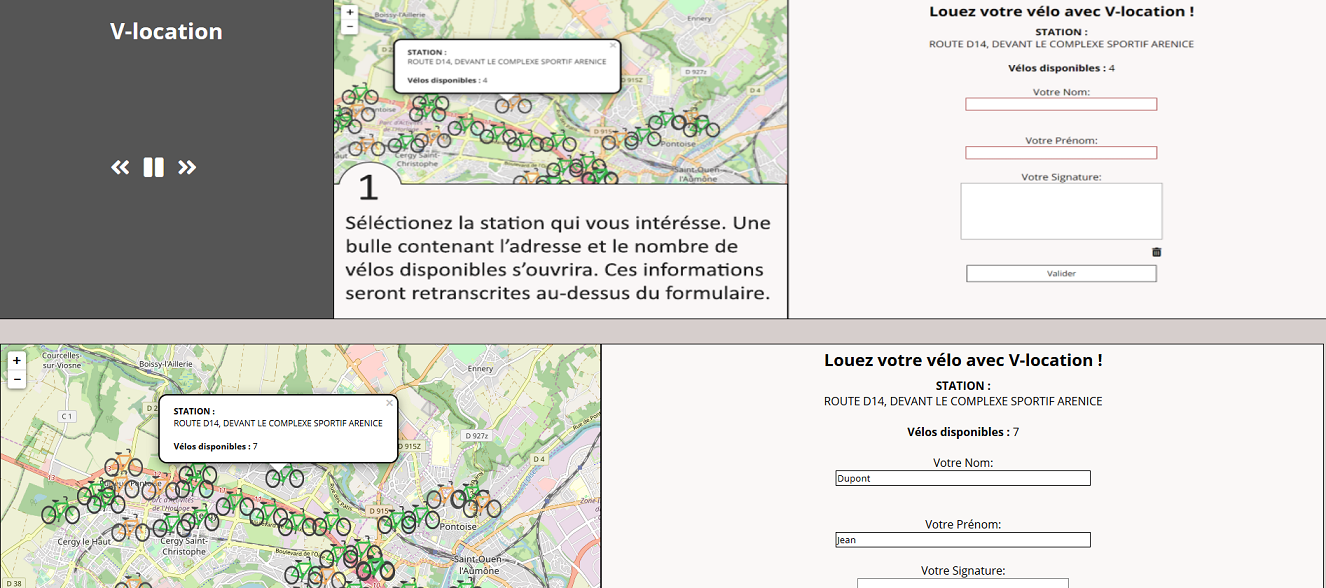 V-location
+
−
Boissy-l'Aillerie
Ennery
STATION :
ROUTE D14, DEVANT LE COMPLEXE SPORTIF ARENICE
Vélos disponibles : 4
×
D 927z
D 915Z
D 4
D 915
Pontoise
Cergy Saint-
Christophe
Saint-Ouen
l'Aumône
1
Séléctionez la station qui vous intérésse. Une
bulle contenant l’adresse et le nombre de
vélos disponibles s’ouvrira. Ces informations
seront retranscrites au-dessus du formulaire.
Louez votre vélo avec V-location !
STATION :
ROUTE D14, DEVANT LE COMPLEXE SPORTIF ARENICE
Vélos disponibles : 4
Votre Nom:
Votre Prénom:
Votre Signature:
Valider
+
−
Courcelles-
sur-Viosne
Boissy-l'Aillerie
Ennery
C 1
STATION :
ROUTE D14, DEVANT LE COMPLEXE SPORTIF ARENICE
Vélos disponibles : 7
×
D 927z
D 915Z
D 4
D 915
Pontoise
Cergy le Haut
Cergy Saint-
Christophe
Saint-Ouen
l'Aumône
D 38
Louez votre vélo avec V-location !
STATION :
ROUTE D14, DEVANT LE COMPLEXE SPORTIF ARENICE
Vélos disponibles : 7
Votre Nom:
Dupont
Votre Prénom:
Jean
Votre Signature: